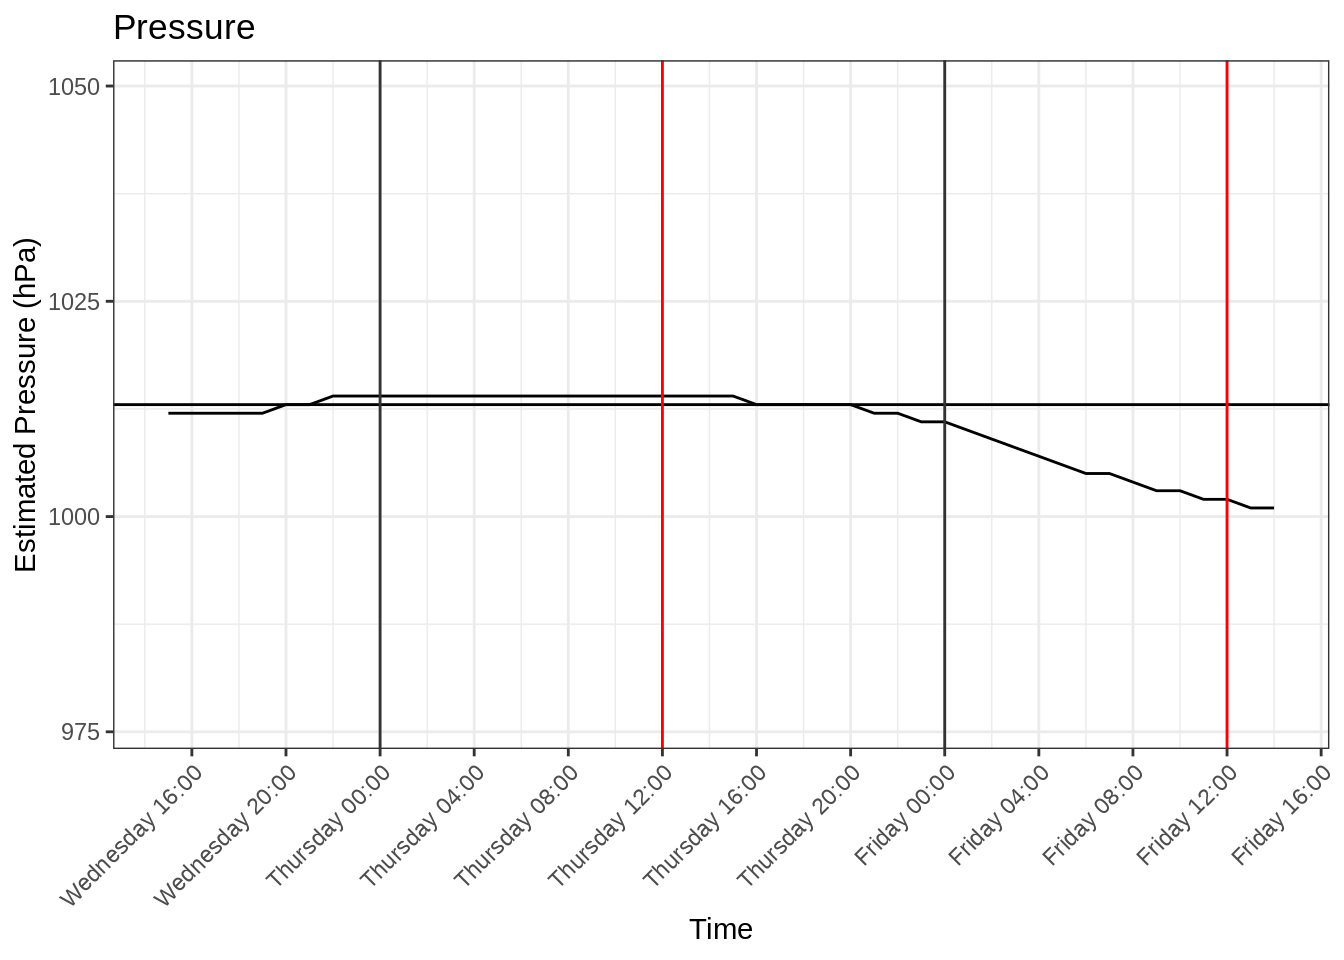 Pressure
Estimated Pressure (hPa)
1050
1025
1000
975
Wednesday 16:00
Wednesday 20:00
Thursday 00:00
Thursday 04:00
Thursday 08:00
Thursday 12:00
Thursday 16:00
Thursday 20:00
Friday 00:00
Friday 04:00
Friday 08:00
Friday 12:00
Friday 16:00
Time